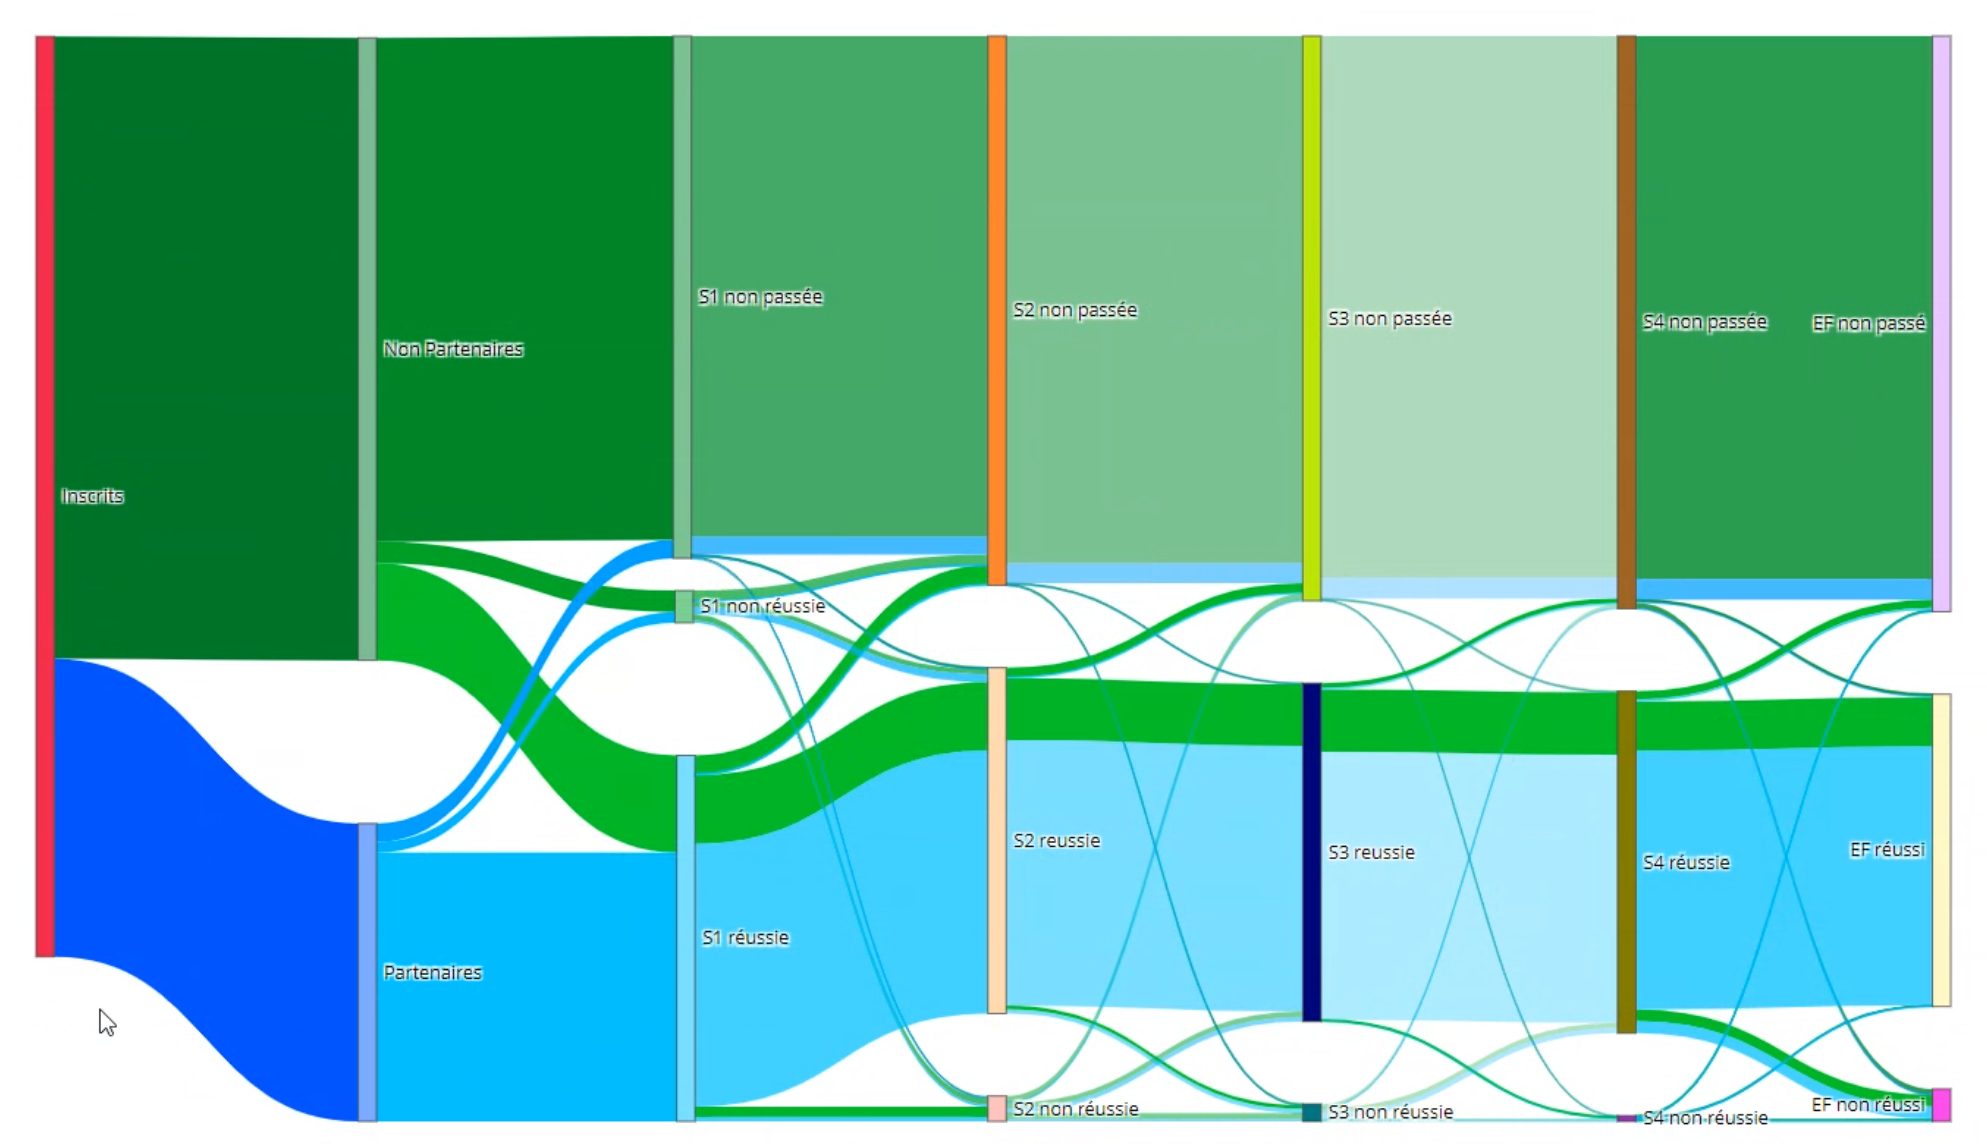 Inscrits
Non Partenaires
Partenaires
S1 non passée
S1 non réussie
S1 réussie
S2 non passée
S2 reussie
S2 non réussie
S3 non passée
S3 reussie
S3 non réussie
S4 non passée
S4 réussie
S4 non réussie
EF non passé
EF réussi
EF non réussi